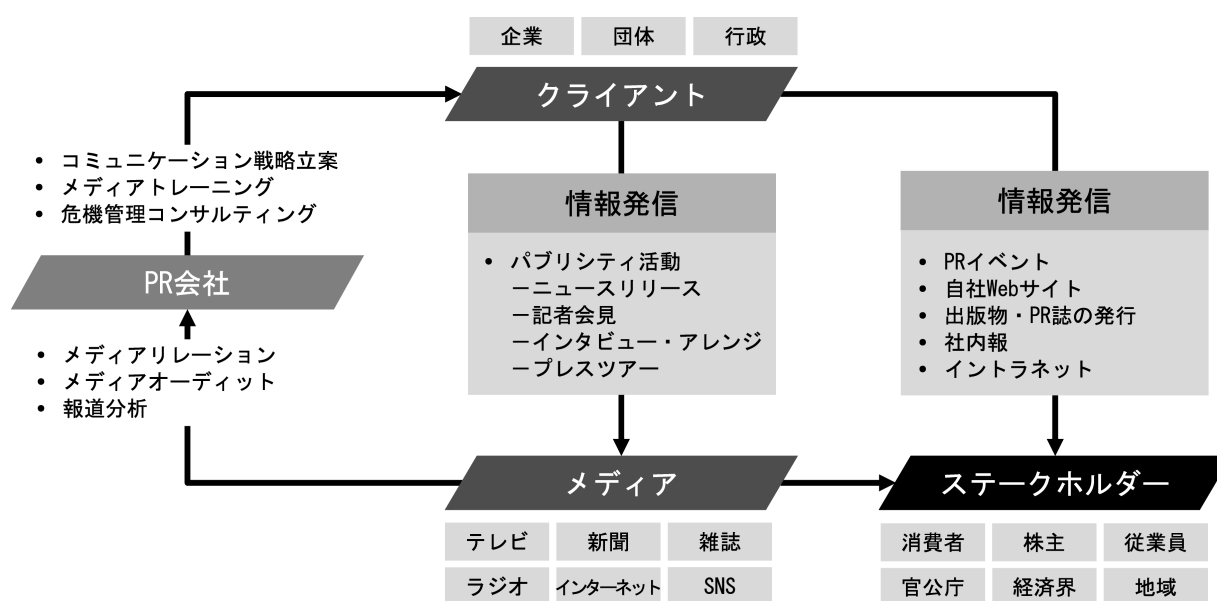 企業
団体
行政
クライアント
• コミュニケーション戦略立案
• メディアトレーニング
• 危機管理コンサルティング
PR会社
• メディアリレーション
• メディアオーディット
• 報道分析
情報発信
• パブリシティ活動
－ニュースリリース
－記者会見
－インタビュー・アレンジ
－プレスツアー
情報発信
• PRイベント
• 自社Webサイト
• 出版物・PR誌の発行
• 社内報
• イントラネット
メディア
テレビ
新聞
雑誌
ラジオ
インターネット
SNS
ステークホルダー
消費者
株主
従業員
官公庁
経済界
地域